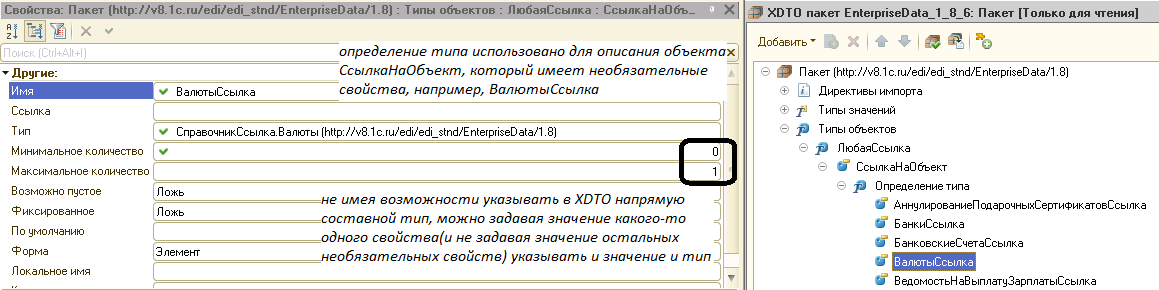 Свойства: Пакет (http://v8.1c.ru/edi/edi_stnd/EnterpriseData/1.8) : Типы объектов : ЛюбаяСсылка : СсылкаНаОбъ...
Поиск (Ctrl+Alt+I)
определение типа использовано для описания объекта
СсылкаНаОбъект, который имеет необязательные
свойства, например, ВалютыСсылка
Другие:
Имя ВалютыСсылка
Ссылка
Тип СправочникСсылка.Валюты (http://v8.1c.ru/edi/edi_stnd/EnterpriseData/1.8)
Минимальное количество 0
Максимальное количество 1
Возможно пустое Ложь
Фиксированное Ложь
По умолчанию
Форма Элемент
Локальное имя
не имея возможности указывать в XDTO напрямую
составной тип, можно задавая значение какого-то
одного свойства(и не задавая значение остальных
необязательных свойств) указывать и значение и тип
XDTO пакет EnterpriseData_1_8_6: Пакет [Только для чтения]
Добавить
Пакет (http://v8.1c.ru/edi/edi_stnd/EnterpriseData/1.8)
Директивы импорта
Типы значений
Типы объектов
ЛюбаяСсылка
СсылкаНаОбъект
Определение типа
АннулированиеПодарочныхСертификатовСсылка
БанкиСсылка
БанковскиеСчетаСсылка
ВалютыСсылка
ВедомостьНаВыплатуЗарплатыСсылка